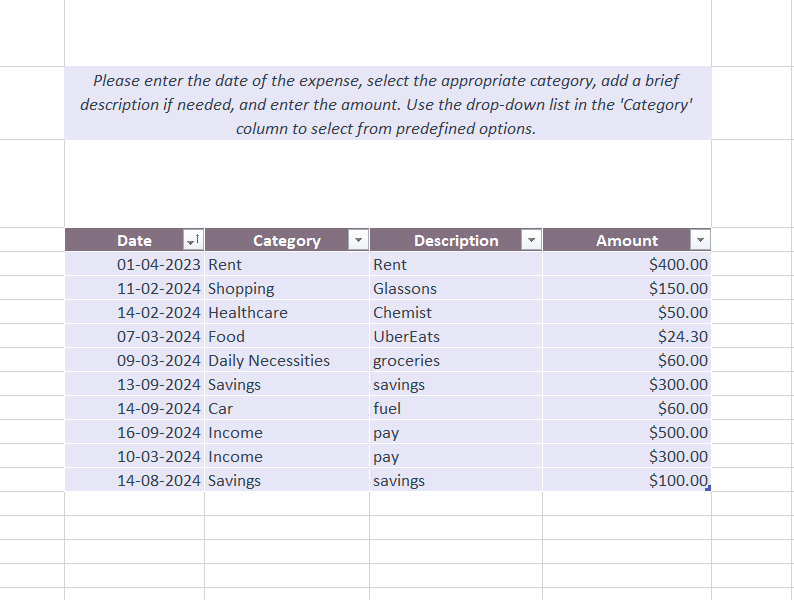 Please enter the date of the expense, select the appropriate category, add a brief
description if needed, and enter the amount. Use the drop-down list in the 'Category'
column to select from predefined options.
Date Category Description Amount
01-04-2023 Rent Rent $400.00
11-02-2024 Shopping Glassons $150.00
14-02-2024 Healthcare Chemist $50.00
07-03-2024 Food UberEats $24.30
09-03-2024 Daily Necessities groceries $60.00
13-09-2024 Savings savings $300.00
14-09-2024 Car fuel $60.00
16-09-2024 Income pay $500.00
10-03-2024 Income pay $300.00
14-08-2024 Savings savings $100.00